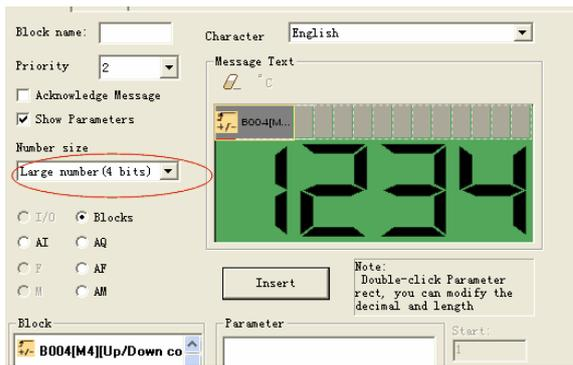 Block name:
Character English
Priority 2
Message Text
°C
Acknowledge Message
Show Parameters
+/- B004[M...
Number size
Large number(4 bits)
1234
I/O Blocks
AI AQ
F AF
M AM
Insert
Note:
Double-click Parameter
rect, you can modify the
decimal and length
Block
Parameter
Start:
+/- B004[M4][Up/Down co
1